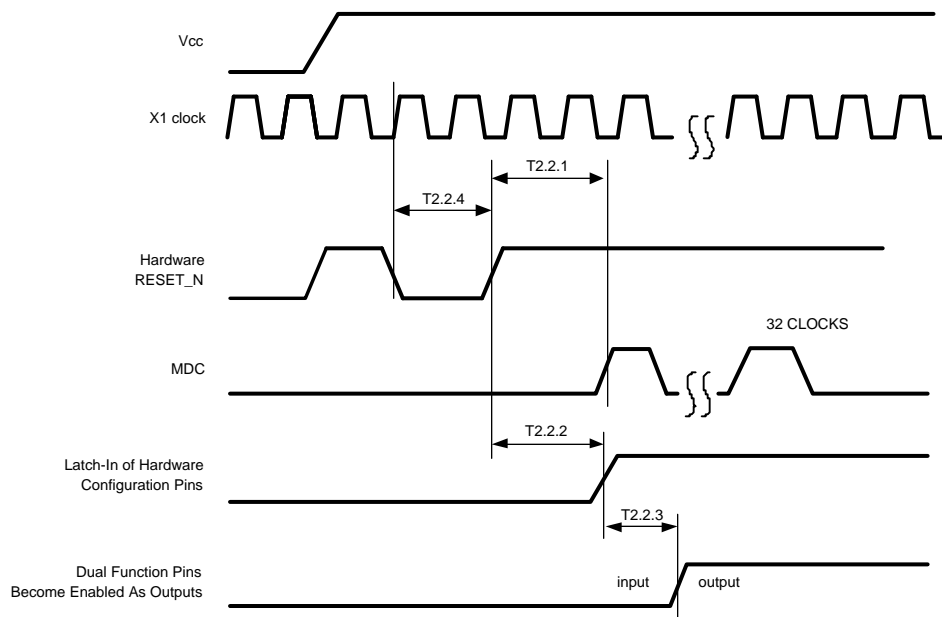 Vcc
X1 clock
T2.2.1
T2.2.4
Hardware
RESET_N
32 CLOCKS
MDC
T2.2.2
Latch-In of Hardware
Configuration Pins
T2.2.3
Dual Function Pins
Become Enabled As Outputs
input
output